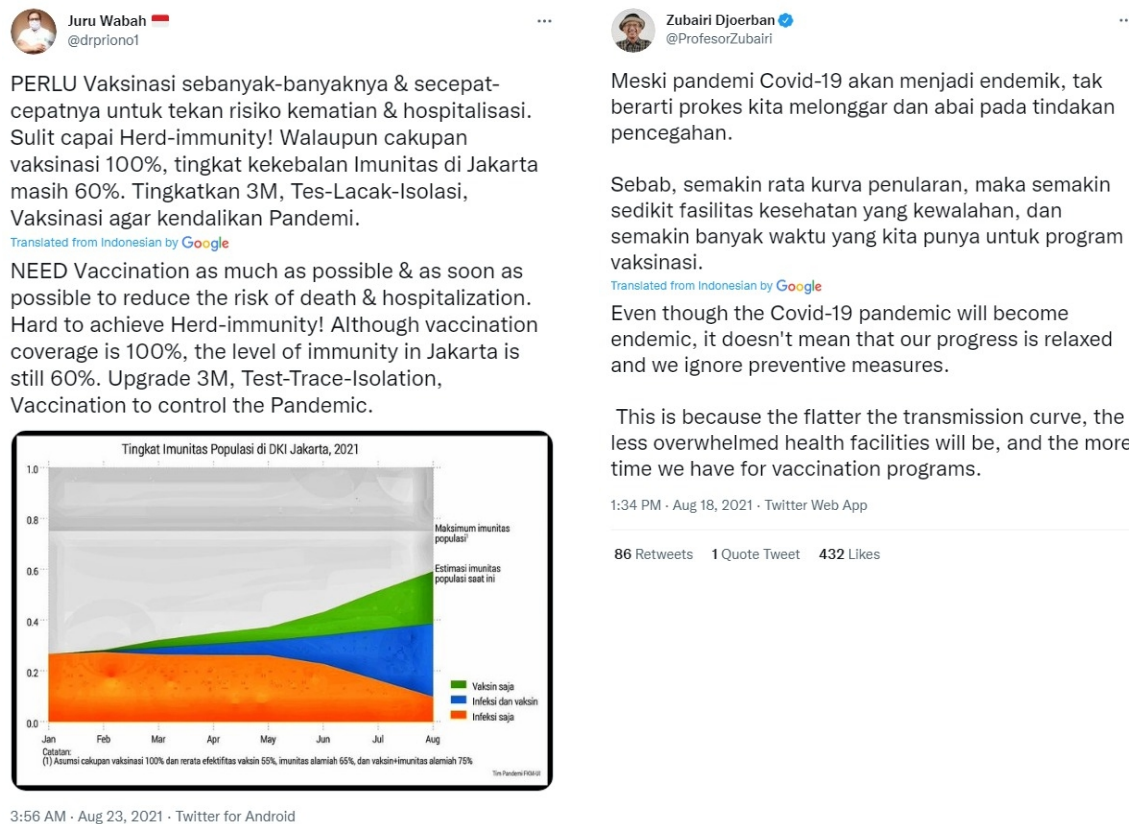 Juru Wabah
@drpriono1
PERLU Vaksinasi sebanyak-banyaknya & secepat-
cepatnya untuk tekan risiko kematian & hospitalisasi.
Sulit capai Herd-immunity! Walaupun cakupan
vaksinasi 100%, tingkat kekebalan Imunitas di Jakarta
masih 60%. Tingkatkan 3M, Tes-Lacak-Isolasi,
Vaksinasi agar kendalikan Pandemi.
Translated from Indonesian by Google
NEED Vaccination as much as possible & as soon as
possible to reduce the risk of death & hospitalization.
Hard to achieve Herd-immunity! Although vaccination
coverage is 100%, the level of immunity in Jakarta is
still 60%. Upgrade 3M, Test-Trace-Isolation,
Vaccination to control the Pandemic.
Tingkat Imunitas Populasi di DKI Jakarta, 2021
1.0
0.8
Maksimum imunitas
populasi¹
0.6
Estimasi imunitas
populasi saat ini
0.4
0.2
Vaksin saja
Infeksi dan vaksin
Infeksi saja
0.0
Jan Feb Mar Apr May Jun Jul Aug
Catatan:
(1) Asumsi cakupan vaksinasi 100% dan rerata efektifitas vaksin 55%, imunitas alamiah 65%, dan vaksin+imunitas alamiah 75%
Tim Pandemi FKM-UI
3:56 AM · Aug 23, 2021 · Twitter for Android
Zubairi Djoerban
@ProfesorZubairi
Meski pandemi Covid-19 akan menjadi endemik, tak
berarti prokes kita melonggar dan abai pada tindakan
pencegahan.
Sebab, semakin rata kurva penularan, maka semakin
sedikit fasilitas kesehatan yang kewalahan, dan
semakin banyak waktu yang kita punya untuk program
vaksinasi.
Translated from Indonesian by Google
Even though the Covid-19 pandemic will become
endemic, it doesn't mean that our progress is relaxed
and we ignore preventive measures.
This is because the flatter the transmission curve, the
less overwhelmed health facilities will be, and the more
time we have for vaccination programs.
1:34 PM · Aug 18, 2021 · Twitter Web App
86 Retweets 1 Quote Tweet 432 Likes